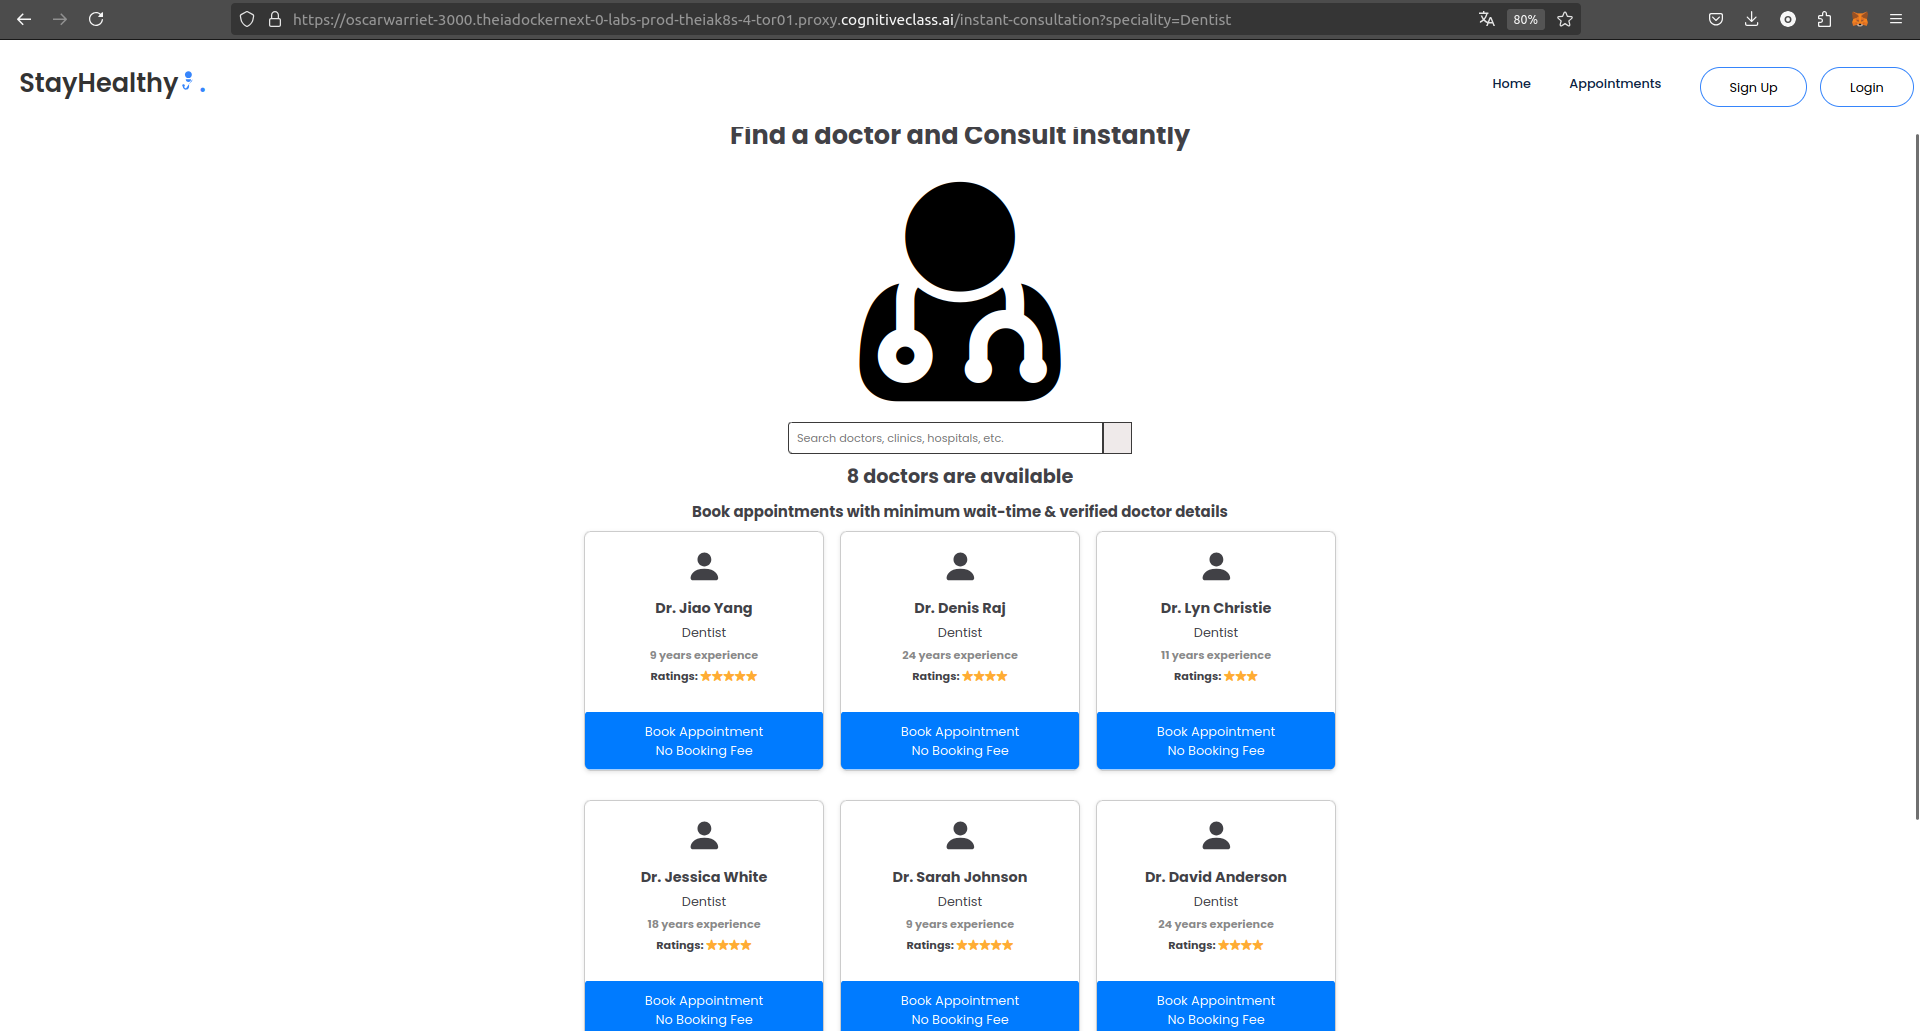 https://oscarwarriet-3000.theiadockernext-0-labs-prod-theiak8s-4-tor01.proxy.cognitiveclass.ai/instant-consultation?speciality=Dentist
80%
StayHealthy
Home
Appointments
Sign Up
Login
Find a doctor and Consult instantly
Search doctors, clinics, hospitals, etc.
8 doctors are available
Book appointments with minimum wait-time & verified doctor details
Dr. Jiao Yang
Dentist
9 years experience
Ratings: ★★★★★
Book Appointment
No Booking Fee
Dr. Denis Raj
Dentist
24 years experience
Ratings: ★★★★
Book Appointment
No Booking Fee
Dr. Lyn Christie
Dentist
11 years experience
Ratings: ★★★
Book Appointment
No Booking Fee
Dr. Jessica White
Dentist
18 years experience
Ratings: ★★★★
Book Appointment
No Booking Fee
Dr. Sarah Johnson
Dentist
9 years experience
Ratings: ★★★★★
Book Appointment
No Booking Fee
Dr. David Anderson
Dentist
24 years experience
Ratings: ★★★★
Book Appointment
No Booking Fee